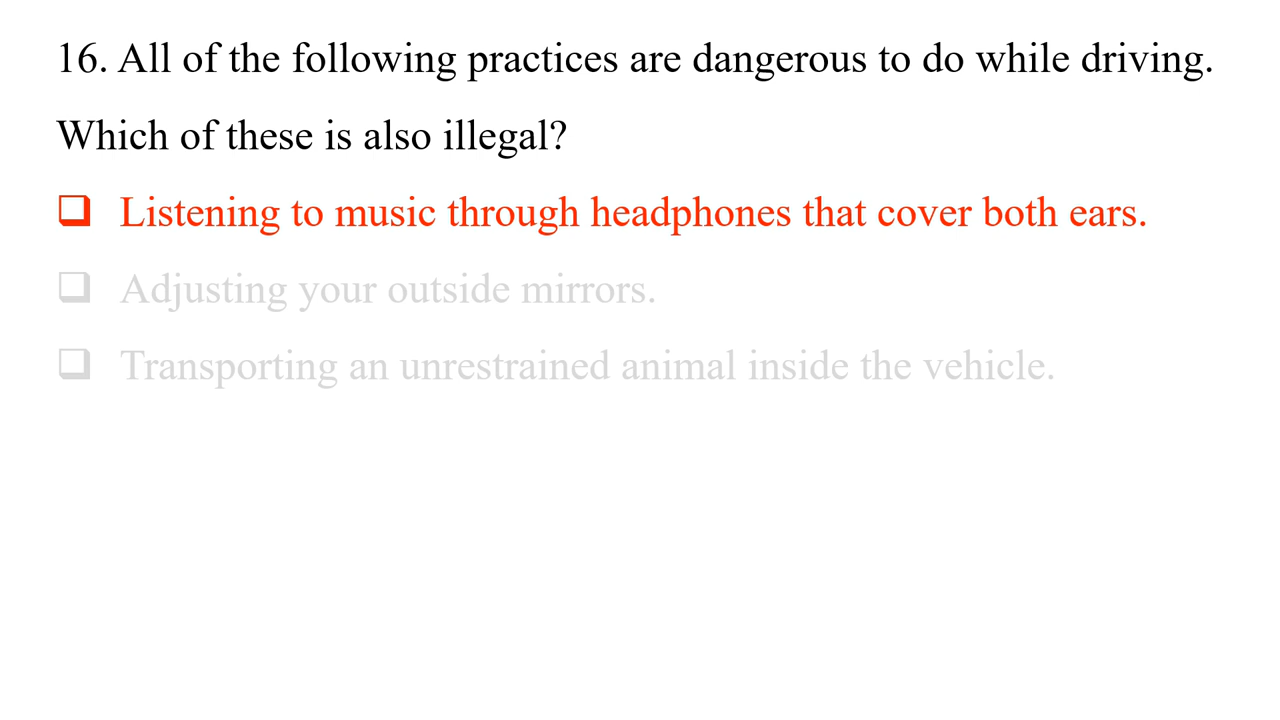 16. All of the following practices are dangerous to do while driving.
Which of these is also illegal?
❑ Listening to music through headphones that cover both ears.
❑ Adjusting your outside mirrors.
❑ Transporting an unrestrained animal inside the vehicle.